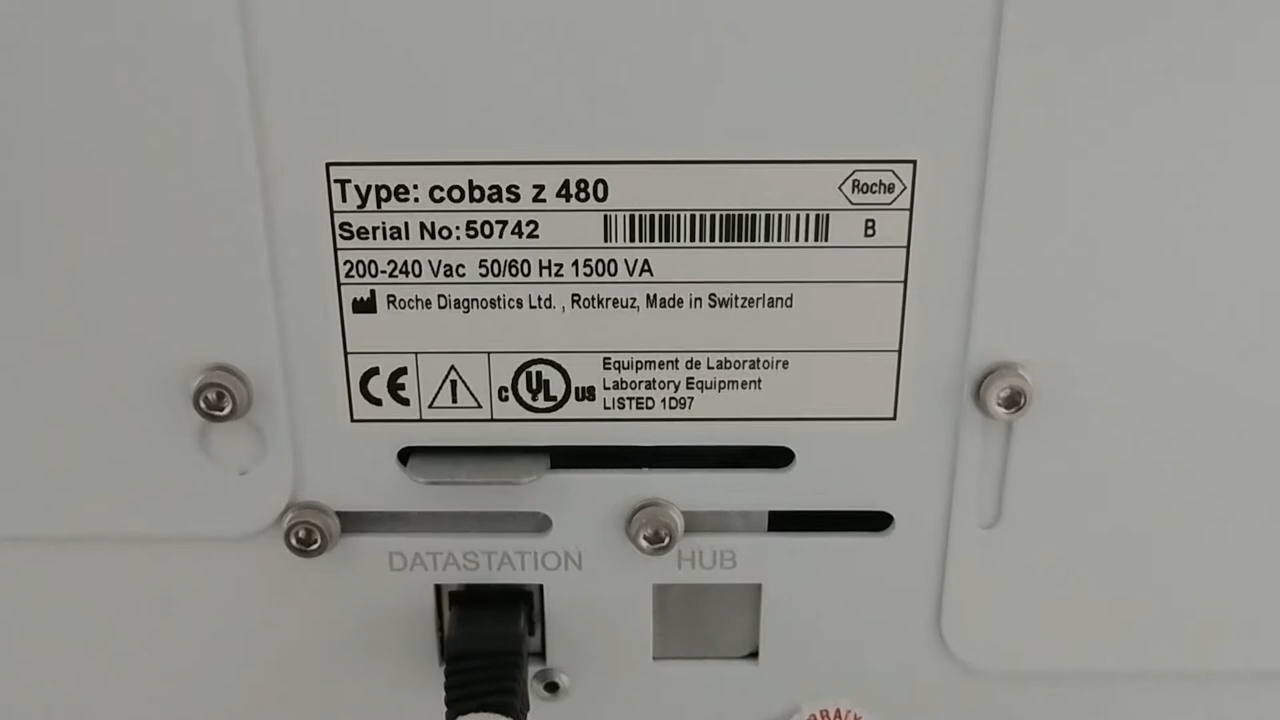 Type: cobas z 480
Roche
Serial No: 50742
B
200-240 Vac 50/60 Hz 1500 VA
Roche Diagnostics Ltd. , Rotkreuz, Made in Switzerland
CE
C UL US
Equipment de Laboratoire
Laboratory Equipment
LISTED 1D97
DATASTATION
HUB